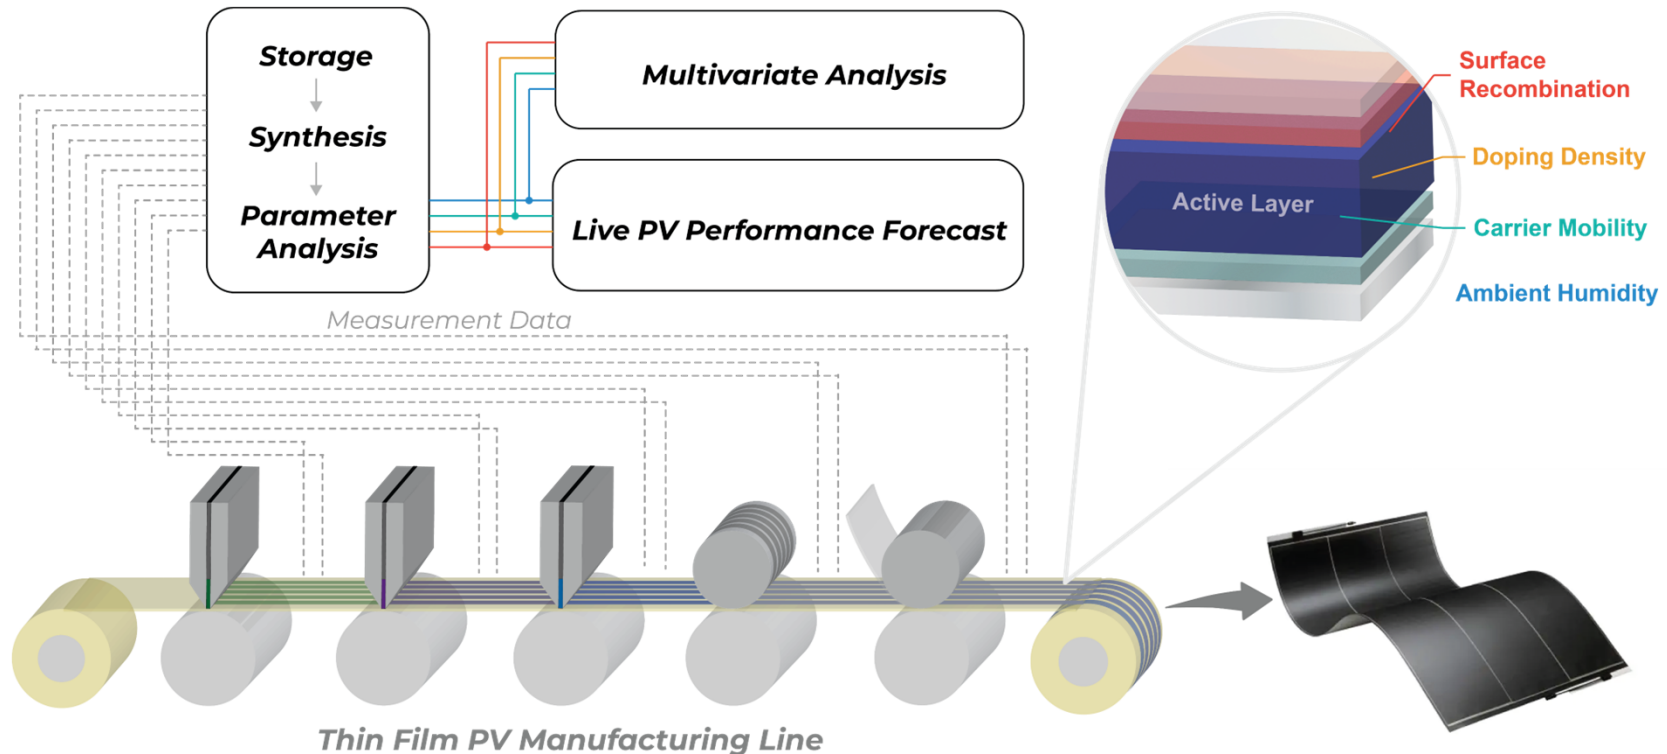 Storage
Synthesis
Parameter
Analysis
Multivariate Analysis
Live PV Performance Forecast
Measurement Data
Surface
Recombination
Doping Density
Active Layer
Carrier Mobility
Ambient Humidity
Thin Film PV Manufacturing Line